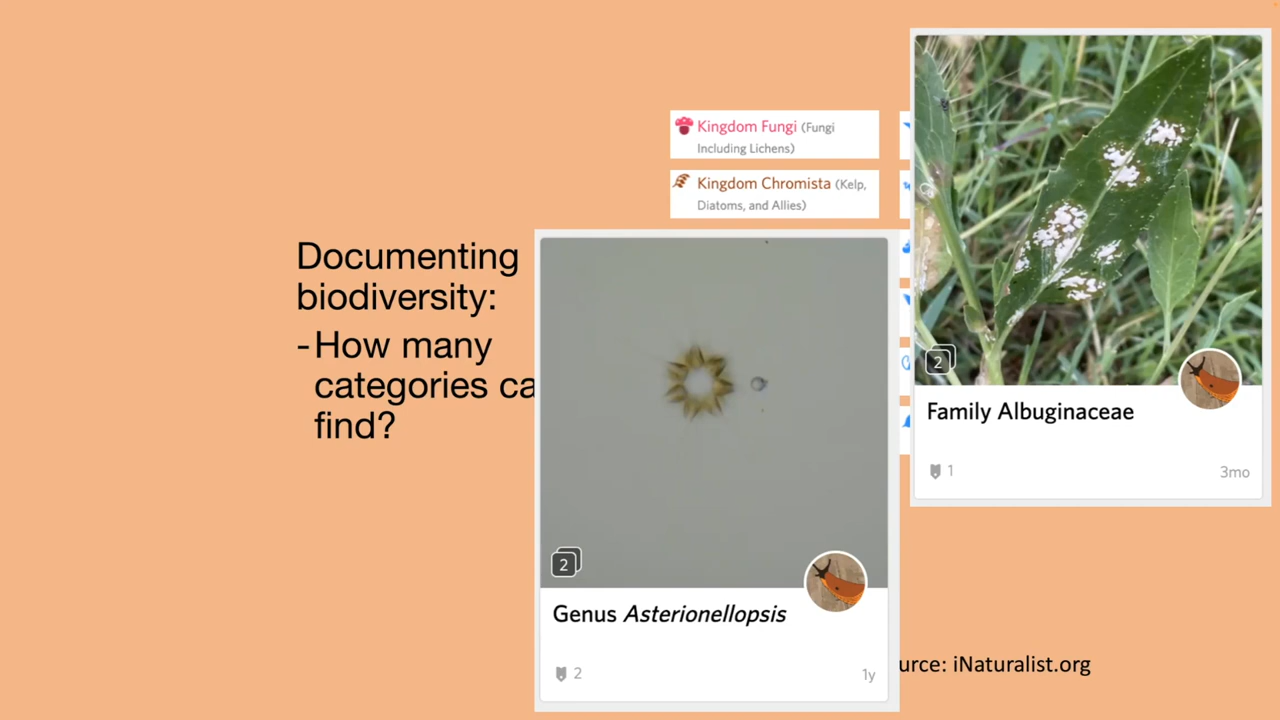 Kingdom Fungi (Fungi
Including Lichens)
Kingdom Chromista (Kelp,
Diatoms, and Allies)
Documenting
biodiversity:
-How many
categories ca
find?
2
Genus Asterionellopsis
2
1y
2
Family Albuginaceae
1
3mo
urce: iNaturalist.org